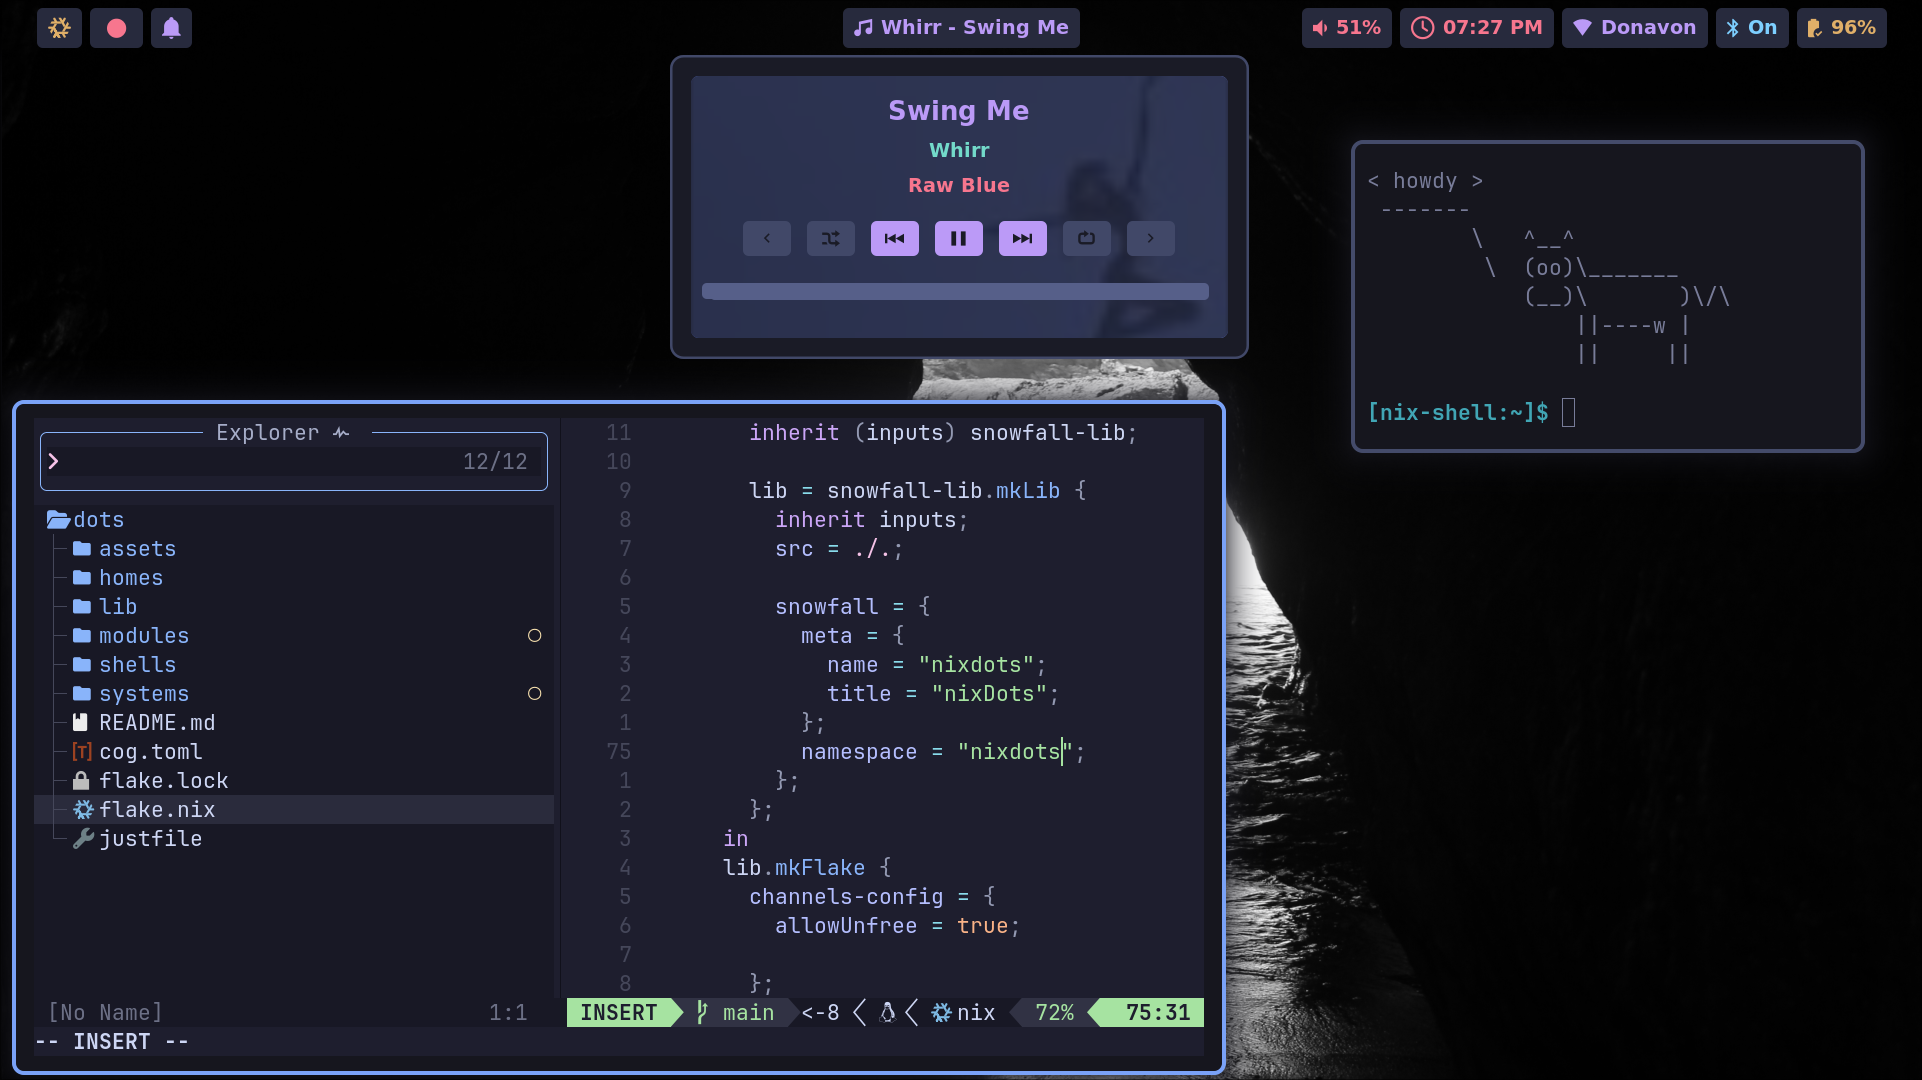 Whirr - Swing Me
51%
07:27 PM
Donavon
On
96%
Swing Me
Whirr
Raw Blue
< howdy >
-------
\   ^__^
\  (oo)\_______
(__)\       )\/\
||----w |
||     ||
[nix-shell:~]$
Explorer
12/12
dots
assets
homes
lib
modules
shells
systems
README.md
cog.toml
flake.lock
flake.nix
justfile
[No Name] 1:1
11 inherit (inputs) snowfall-lib;
10
9 lib = snowfall-lib.mkLib {
8 inherit inputs;
7 src = ./.;
6
5 snowfall = {
4 meta = {
3 name = "nixdots";
2 title = "nixDots";
1 };
75 namespace = "nixdots";
1 };
2 };
3 in
4 lib.mkFlake {
5 channels-config = {
6 allowUnfree = true;
7
8 };
INSERT main <-8 nix 72% 75:31
-- INSERT --